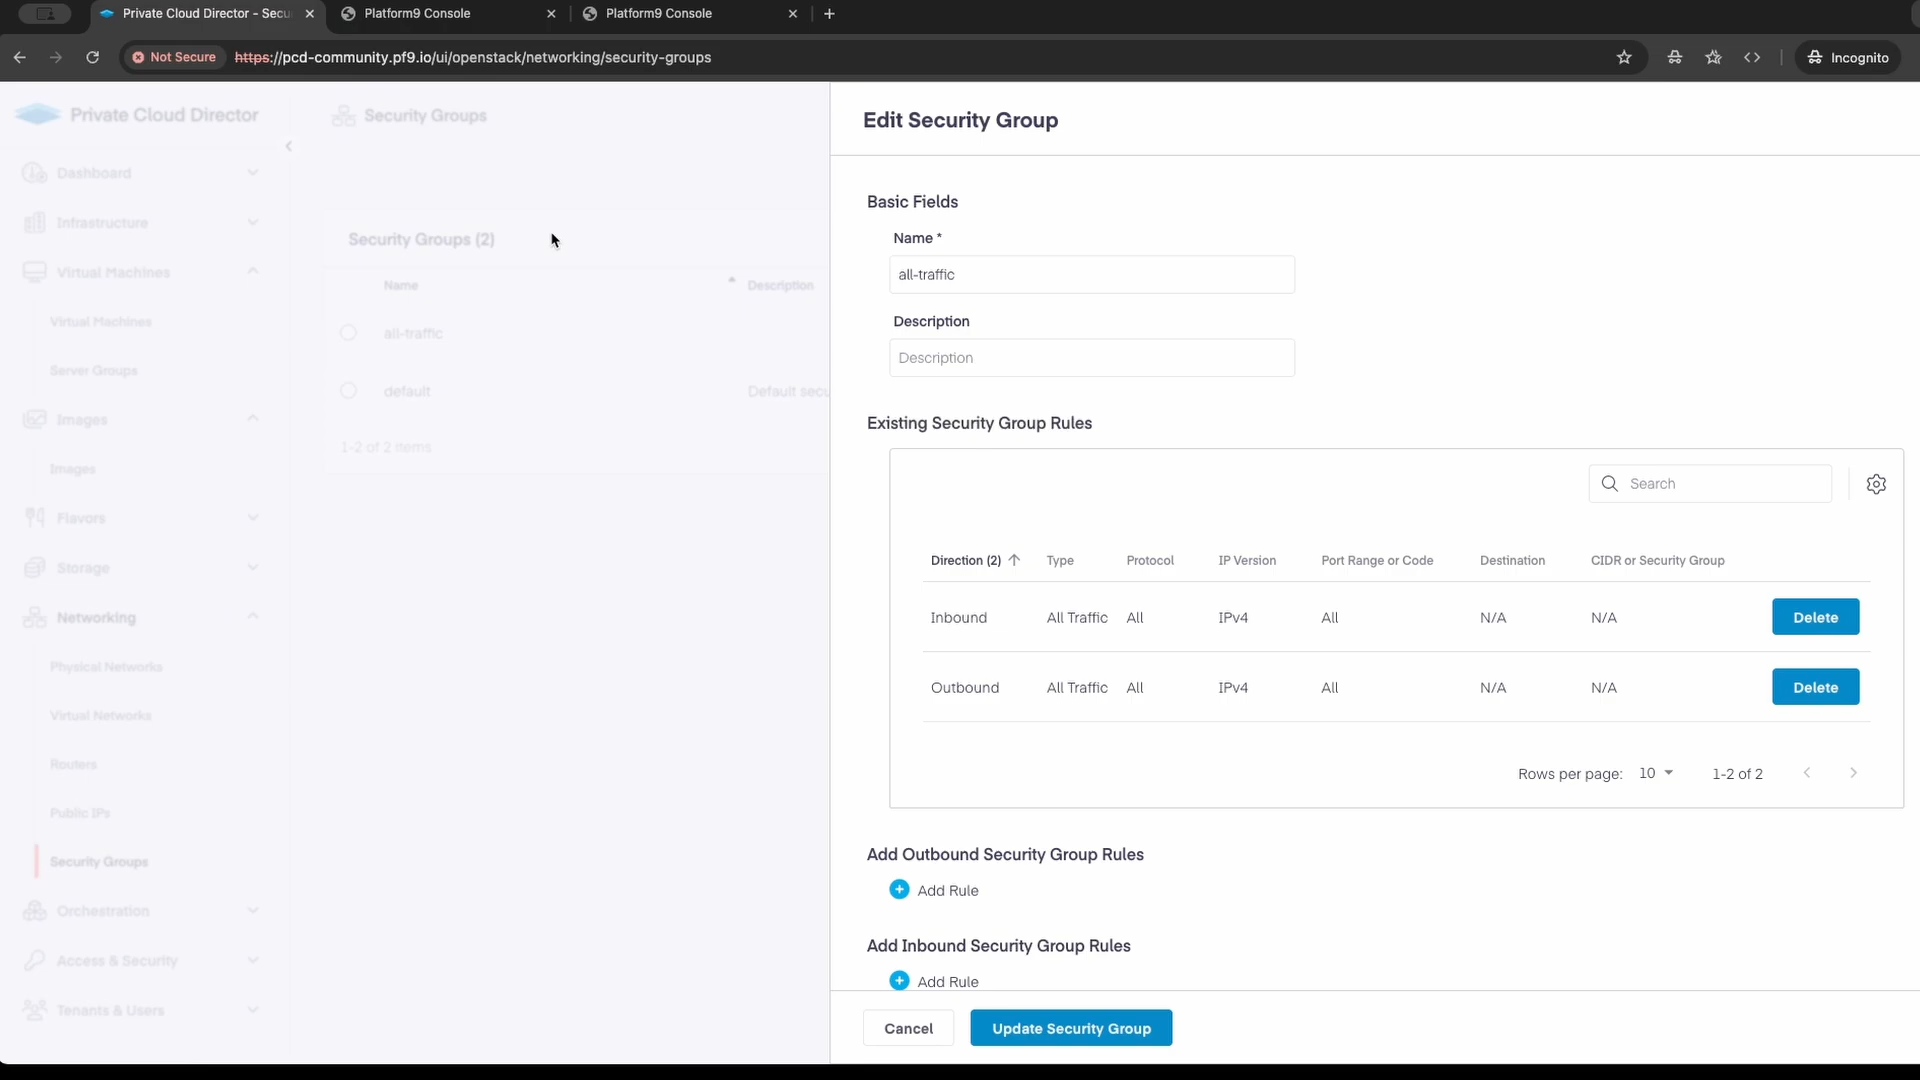 Private Cloud Director - Secu
Platform9 Console
Platform9 Console
Not Secure
https://pcd-community.pf9.io/ui/openstack/networking/security-groups
Incognito
Private Cloud Director
Dashboard
Infrastructure
Virtual Machines
Virtual Machines
Server Groups
Images
Images
Flavors
Storage
Networking
Physical Networks
Virtual Networks
Routers
Public IPs
Security Groups
Orchestration
Access & Security
Tenants & Users
Security Groups
Security Groups (2)
Name Description
all-traffic
default Default secu
1-2 of 2 items
Edit Security Group
Basic Fields
Name *
all-traffic
Description
Description
Existing Security Group Rules
Search
Direction (2) Type Protocol IP Version Port Range or Code Destination CIDR or Security Group
Inbound All Traffic All IPv4 All N/A N/A Delete
Outbound All Traffic All IPv4 All N/A N/A Delete
Rows per page: 10 1-2 of 2
Add Outbound Security Group Rules
Add Rule
Add Inbound Security Group Rules
Add Rule
Cancel Update Security Group